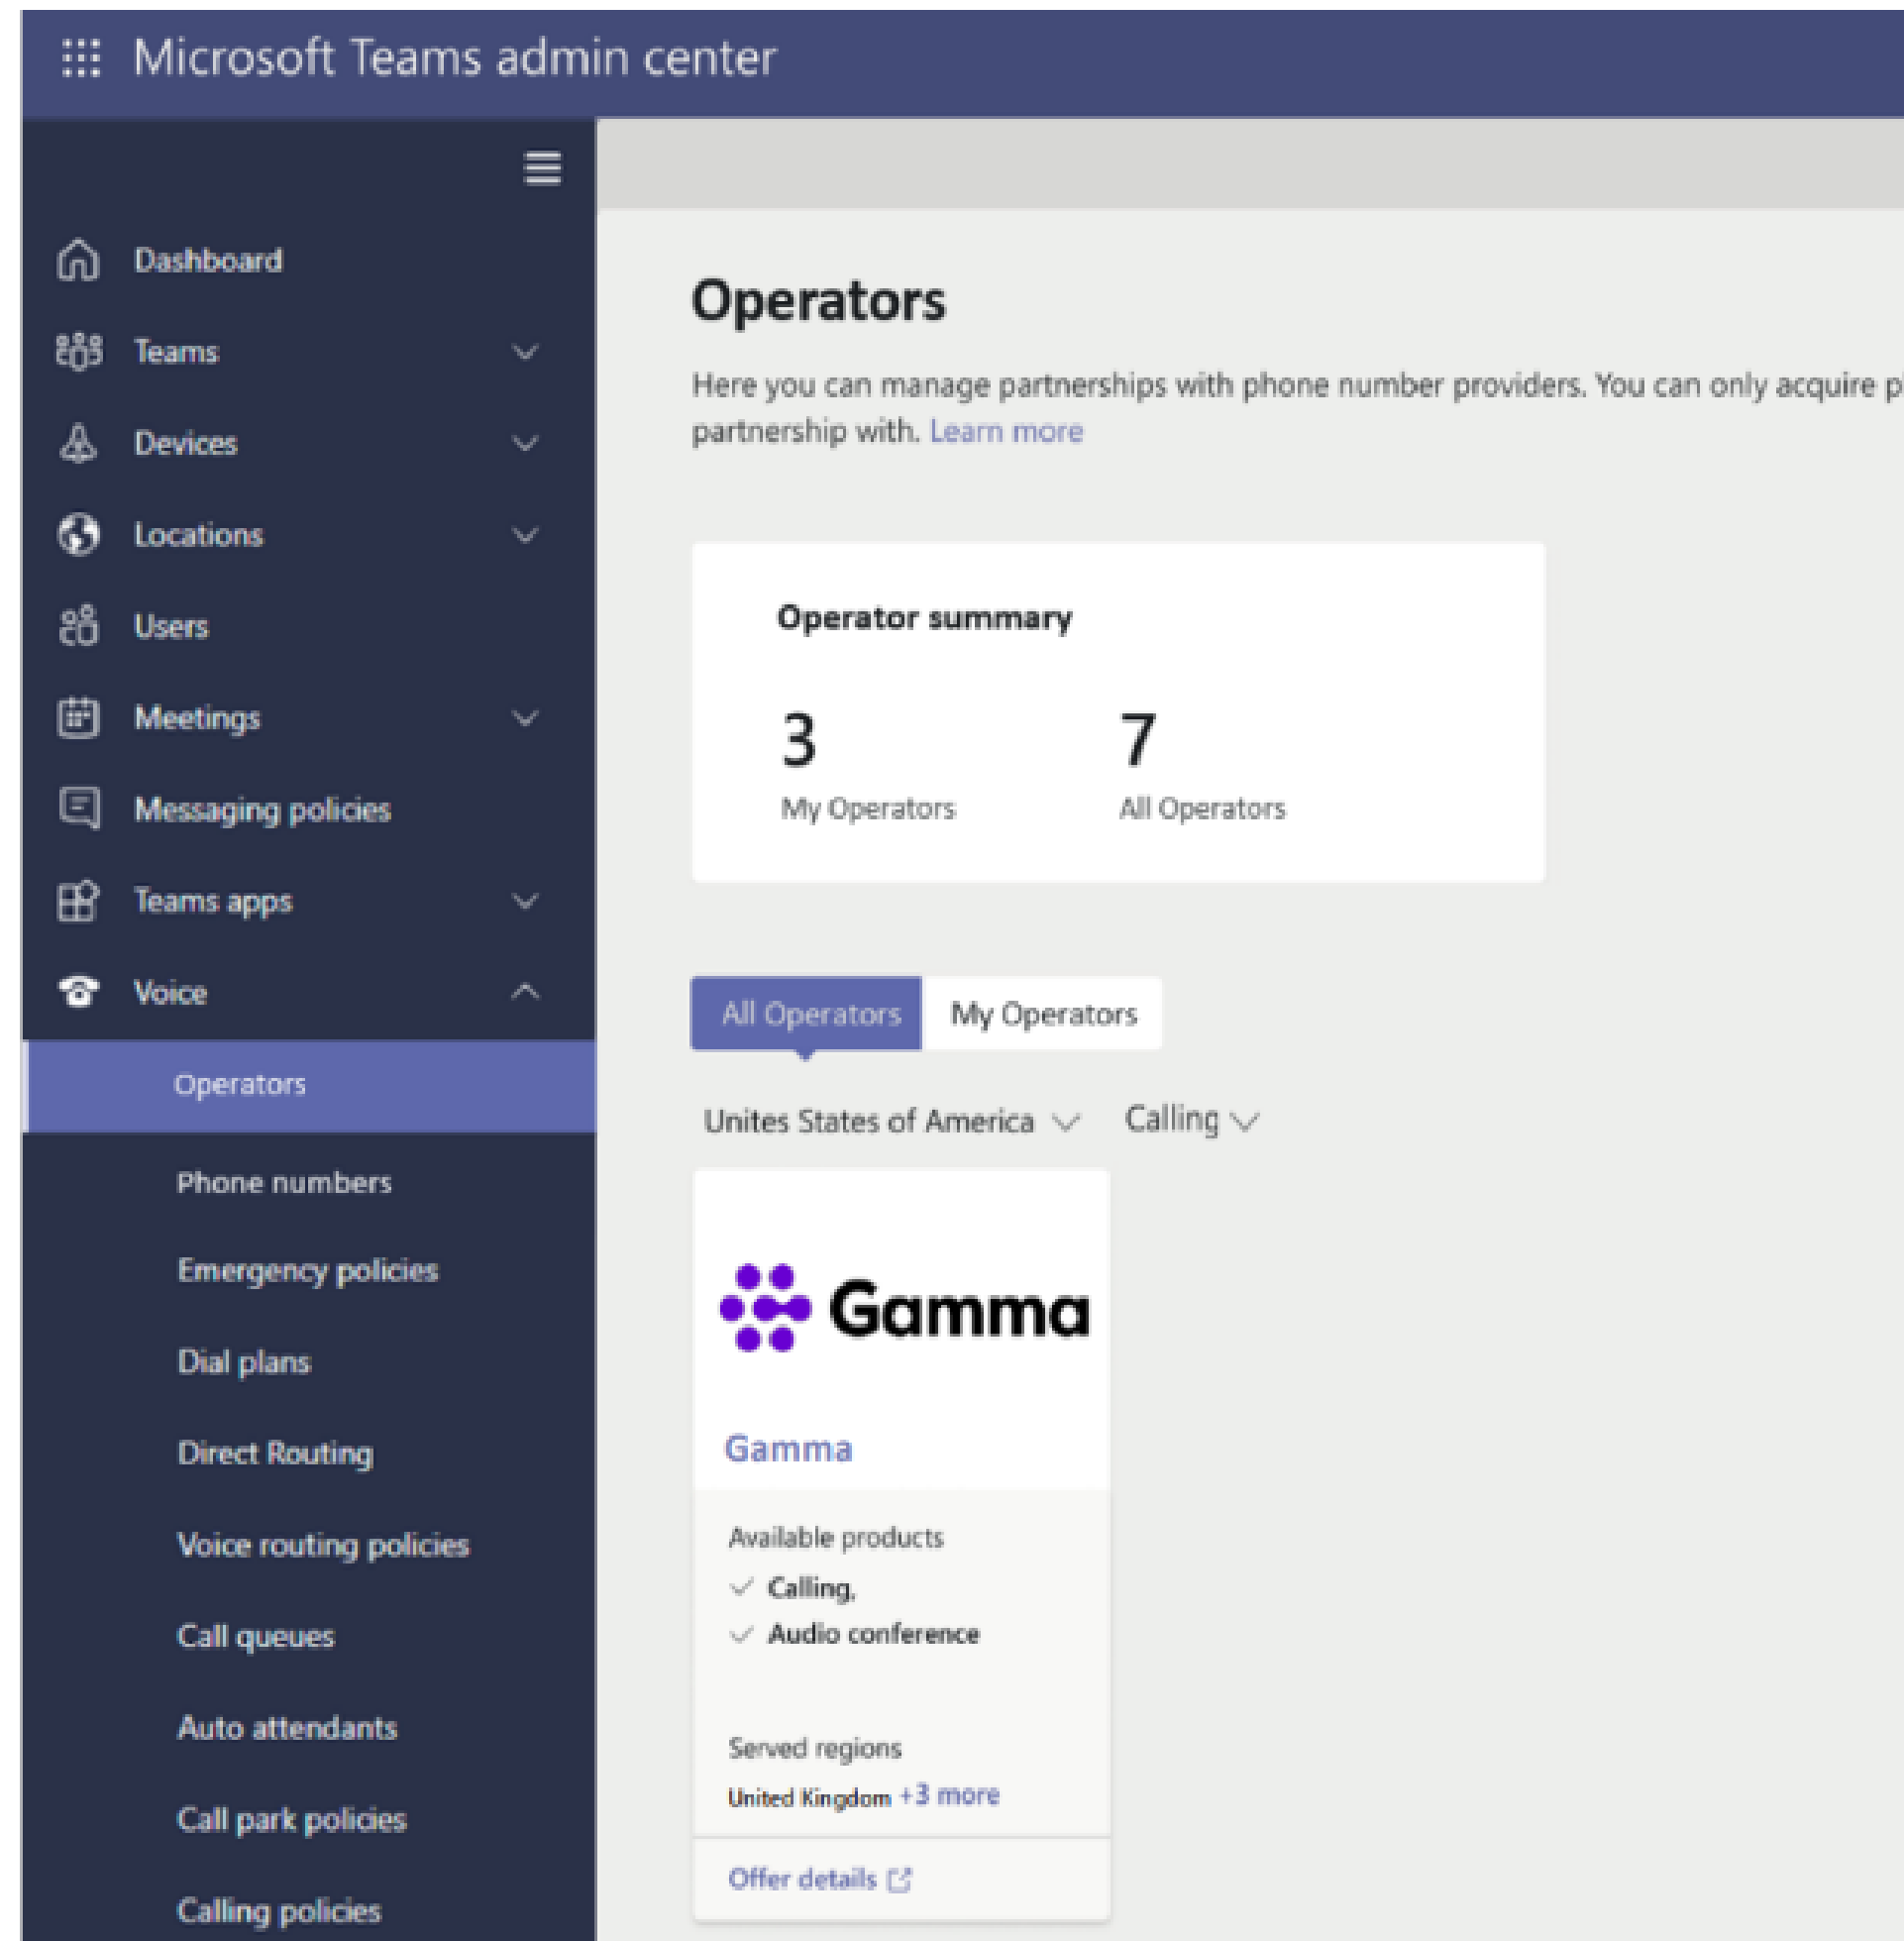 Microsoft Teams admin center
Dashboard
Teams
Devices
Locations
Users
Meetings
Messaging policies
Teams apps
Voice
Operators
Phone numbers
Emergency policies
Dial plans
Direct Routing
Voice routing policies
Call queues
Auto attendants
Call park policies
Calling policies
Operators
Here you can manage partnerships with phone number providers. You can only acquire
partnership with. Learn more
Operator summary
3 7
My Operators All Operators
All Operators My Operators
Unites States of America Calling
Gamma
Gamma
Available products
Calling,
Audio conference
Served regions
United Kingdom +3 more
Offer details